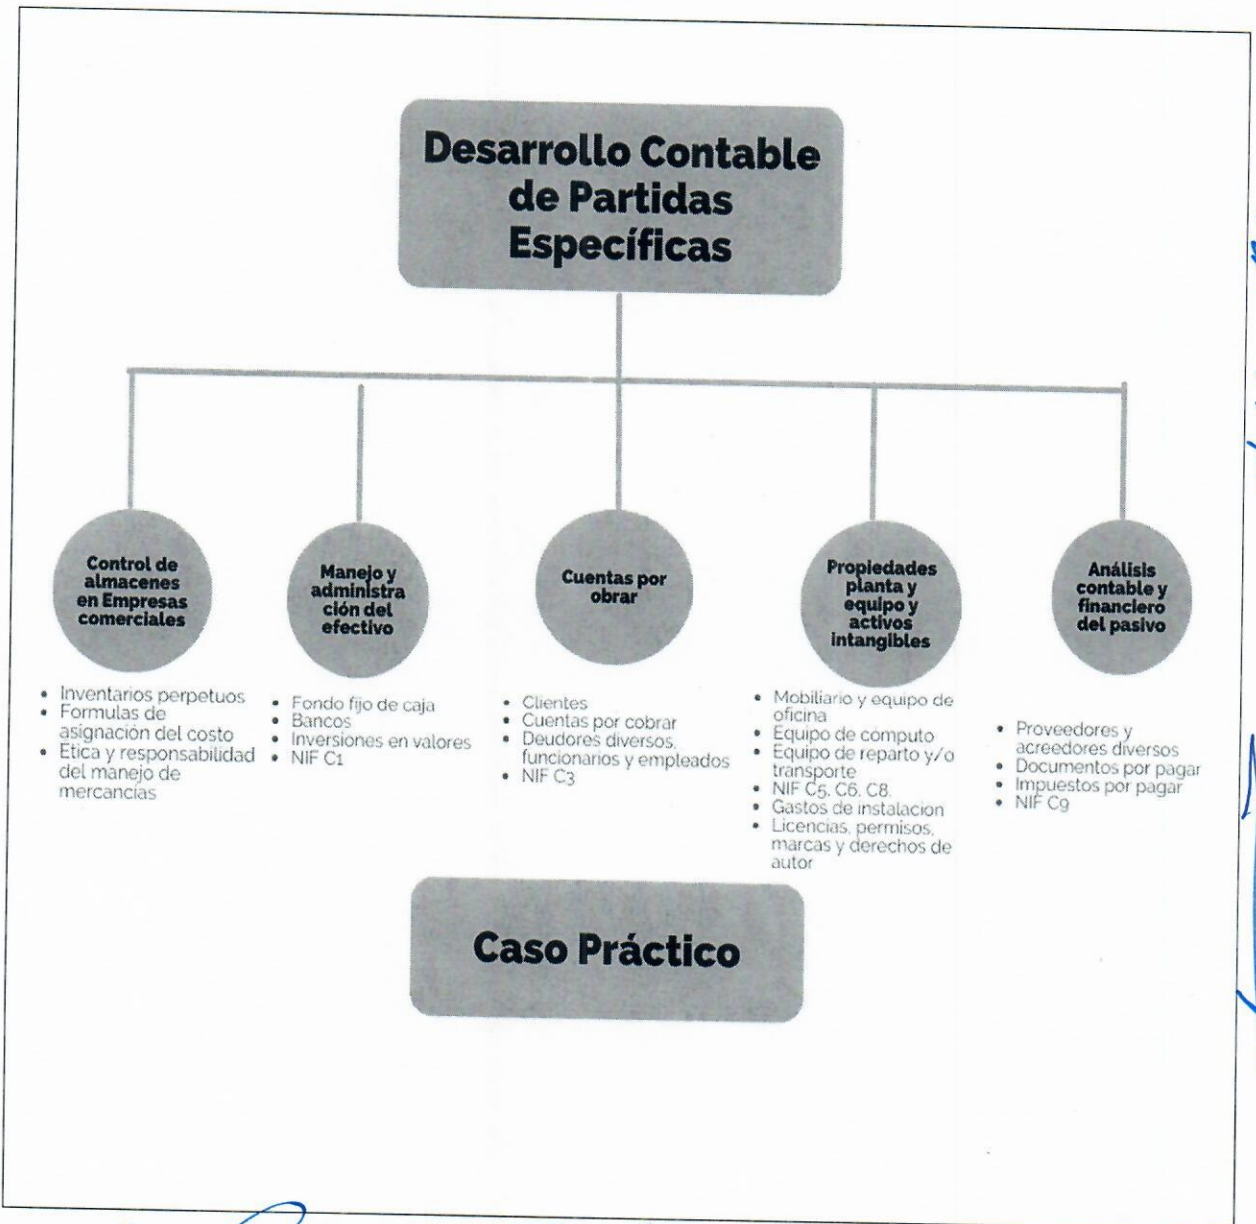 Desarrollo Contable
de Partidas
Específicas
Control de
almacenes
en Empresas
comerciales
• Inventarios perpetuos
• Formulas de
asignación del costo
• Etica y responsabilidad
del manejo de
mercancias
Manejo y
administra
ción del
efectivo
• Fondo fijo de caja
• Bancos
• Inversiones en valores
• NIF C1
Cuentas por
obrar
• Clientes
• Cuentas por cobrar
• Deudores diversos,
funcionarios y empleados
• NIF C3
Propiedades
planta y
equipo y
activos
intangibles
• Mobiliario y equipo de
oficina
• Equipo de computo
• Equipo de reparto y/o
transporte
• NIF C5, C6, C8.
• Gastos de instalacion
• Licencias, permisos,
marcas y derechos de
autor
Análisis
contable y
financiero
del pasivo
• Proveedores y
acreedores diversos
• Documentos por pagar
• Impuestos por pagar
• NIF C9
Caso Práctico